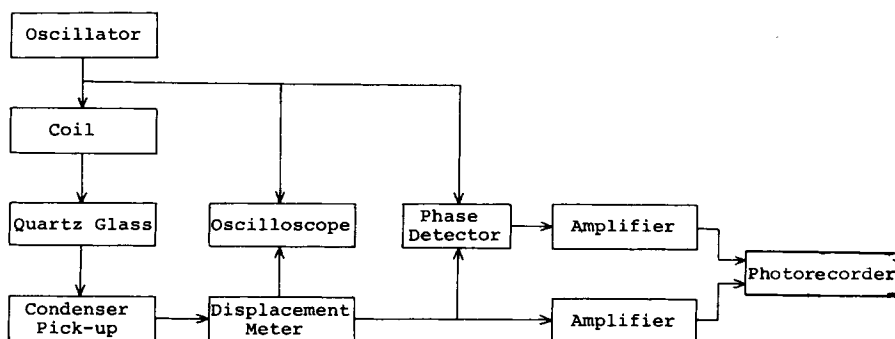 Oscillator
Coil
Quartz Glass
Oscilloscope
Phase
Detector
Amplifier
Photorecorder
Condenser
Pick-up
Displacement
Meter
Amplifier